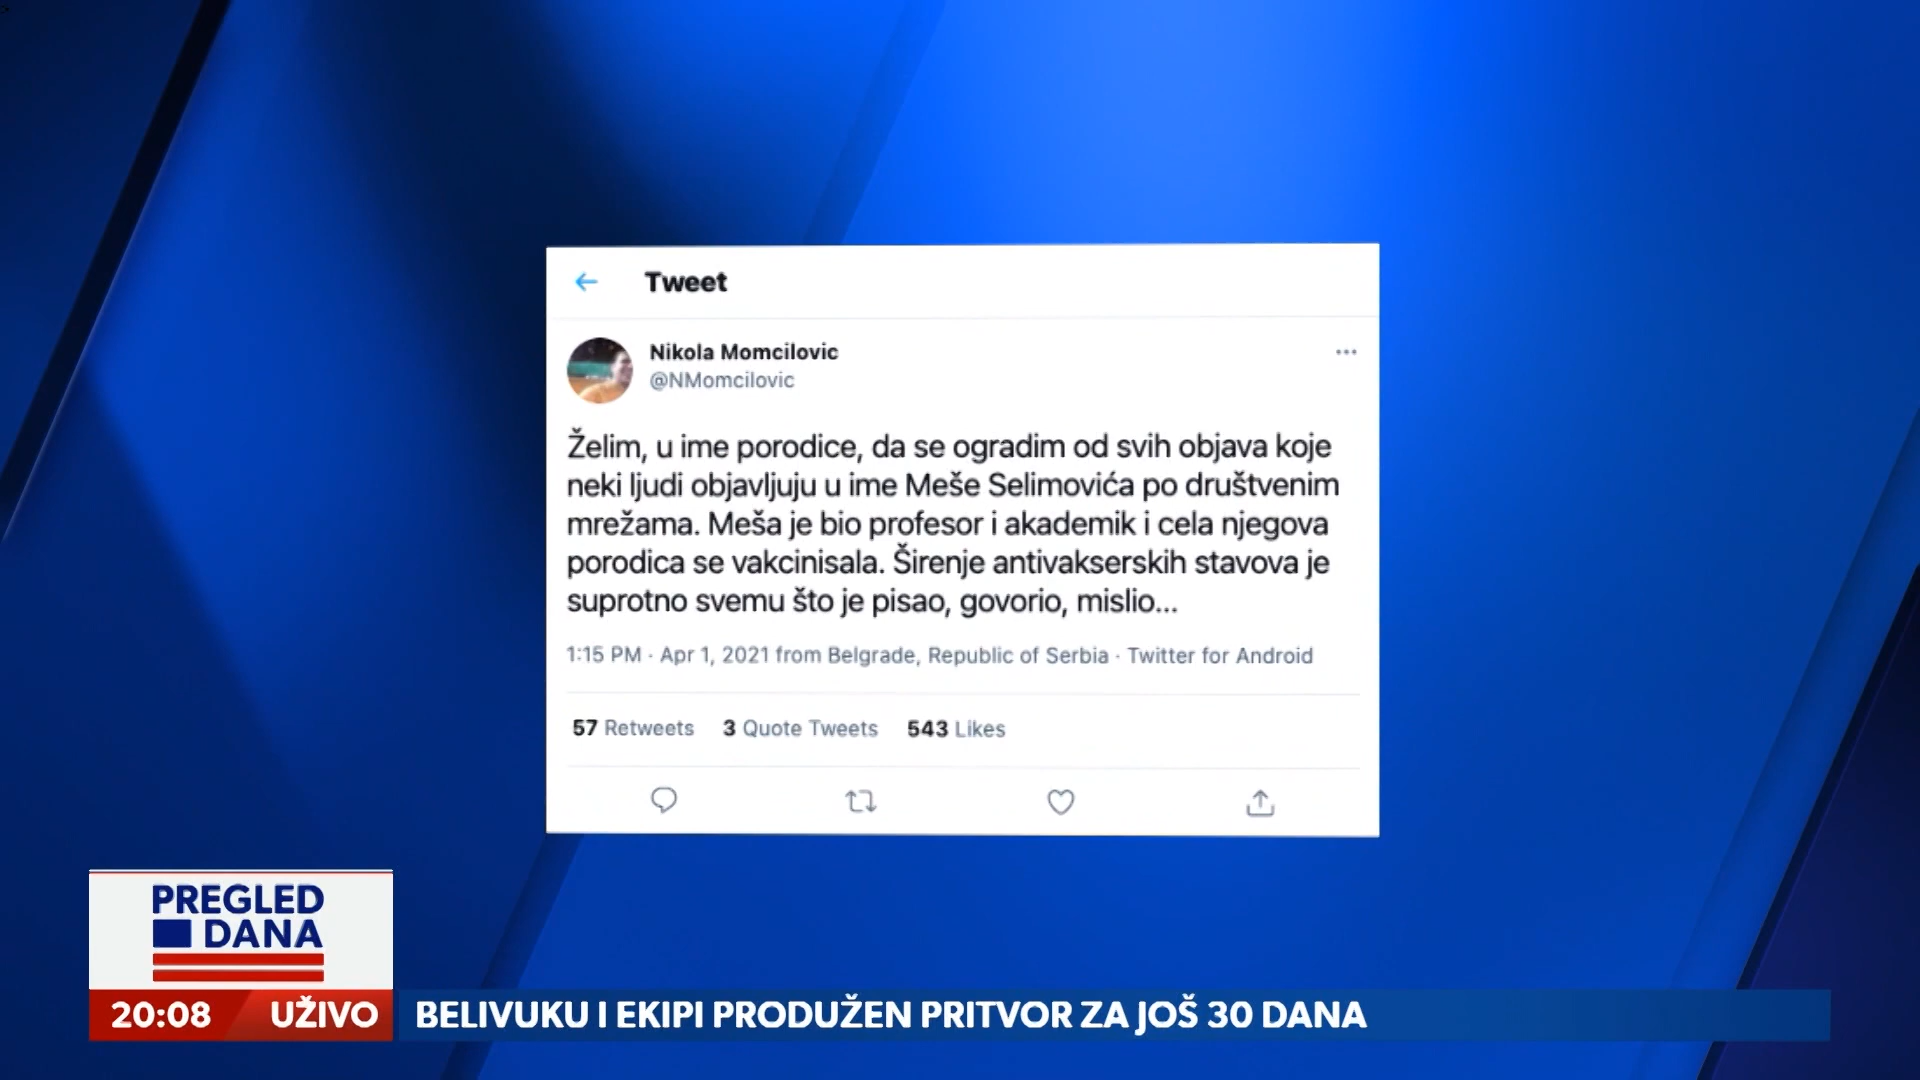 Tweet
Nikola Momcilovic
@NMomcilovic
Želim, u ime porodice, da se ogradim od svih objava koje
neki ljudi objavljuju u ime Meše Selimovića po društvenim
mrežama. Meša je bio profesor i akademik i cela njegova
porodica se vakcinisala. Širenje antivakserskih stavova je
suprotno svemu što je pisao, govorio, mislio...
1:15 PM · Apr 1, 2021 from Belgrade, Republic of Serbia · Twitter for Android
57 Retweets 3 Quote Tweets 543 Likes
PREGLED
DANA
20:08 UŽIVO BELIVUKU I EKIPI PRODUŽEN PRITVOR ZA JOŠ 30 DANA